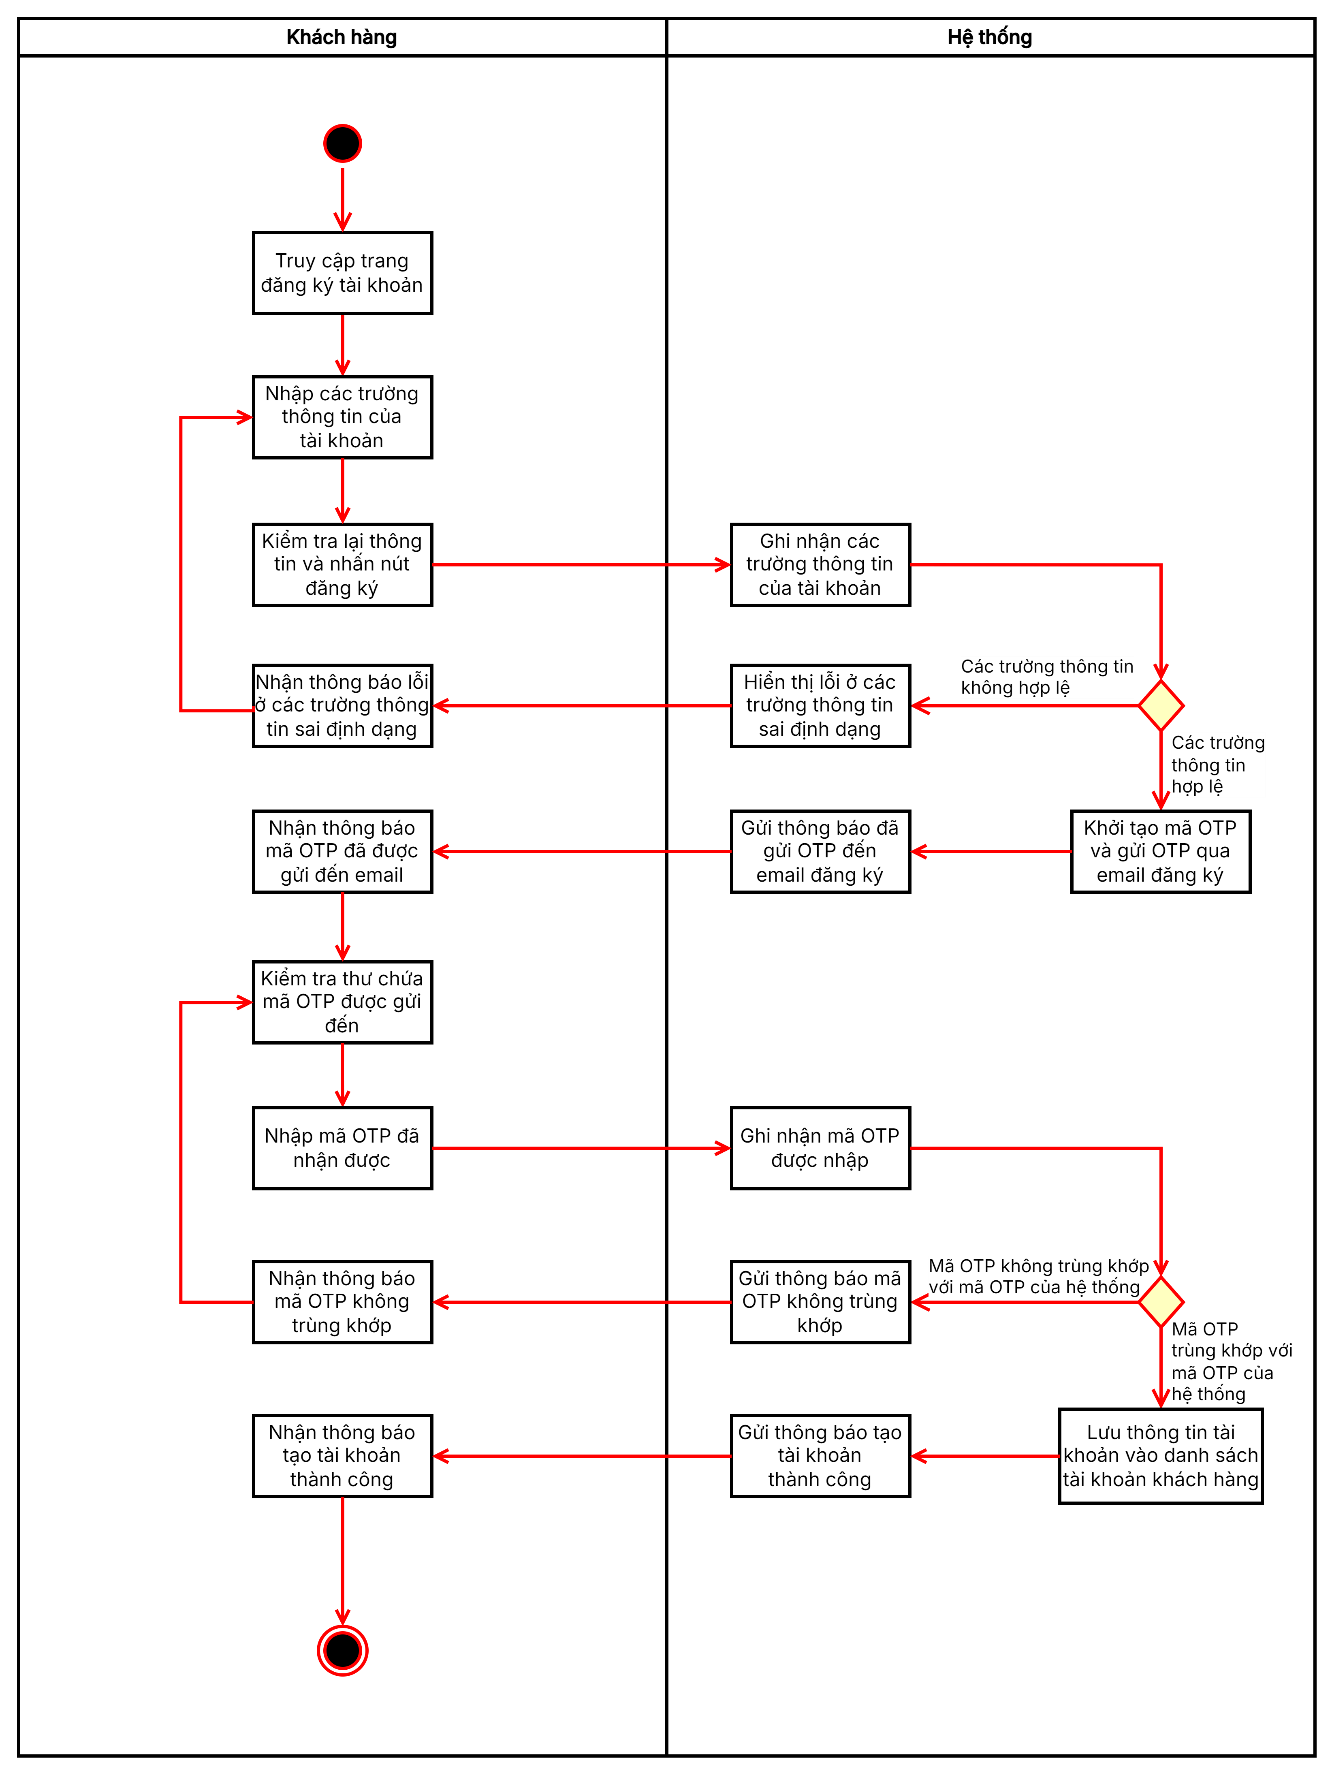 Khách hàng
Hệ thống
Truy cập trang
đăng ký tài khoản
Nhập các trường
thông tin của
tài khoản
Kiểm tra lại thông
tin và nhấn nút
đăng ký
Ghi nhận các
trường thông tin
của tài khoản
Các trường thông tin
không hợp lệ
Hiển thị lỗi ở các
trường thông tin
sai định dạng
Nhận thông báo lỗi
ở các trường thông
tin sai định dạng
Các trường
thông tin
hợp lệ
Khởi tạo mã OTP
và gửi OTP qua
email đăng ký
Gửi thông báo đã
gửi OTP đến
email đăng ký
Nhận thông báo
mã OTP đã được
gửi đến email
Kiểm tra thư chứa
mã OTP được gửi
đến
Nhập mã OTP đã
nhận được
Ghi nhận mã OTP
được nhập
Mã OTP không trùng khớp
với mã OTP của hệ thống
Gửi thông báo mã
OTP không trùng
khớp
Nhận thông báo
mã OTP không
trùng khớp
Mã OTP
trùng khớp với
mã OTP của
hệ thống
Lưu thông tin tài
khoản vào danh sách
tài khoản khách hàng
Gửi thông báo tạo
tài khoản
thành công
Nhận thông báo
tạo tài khoản
thành công